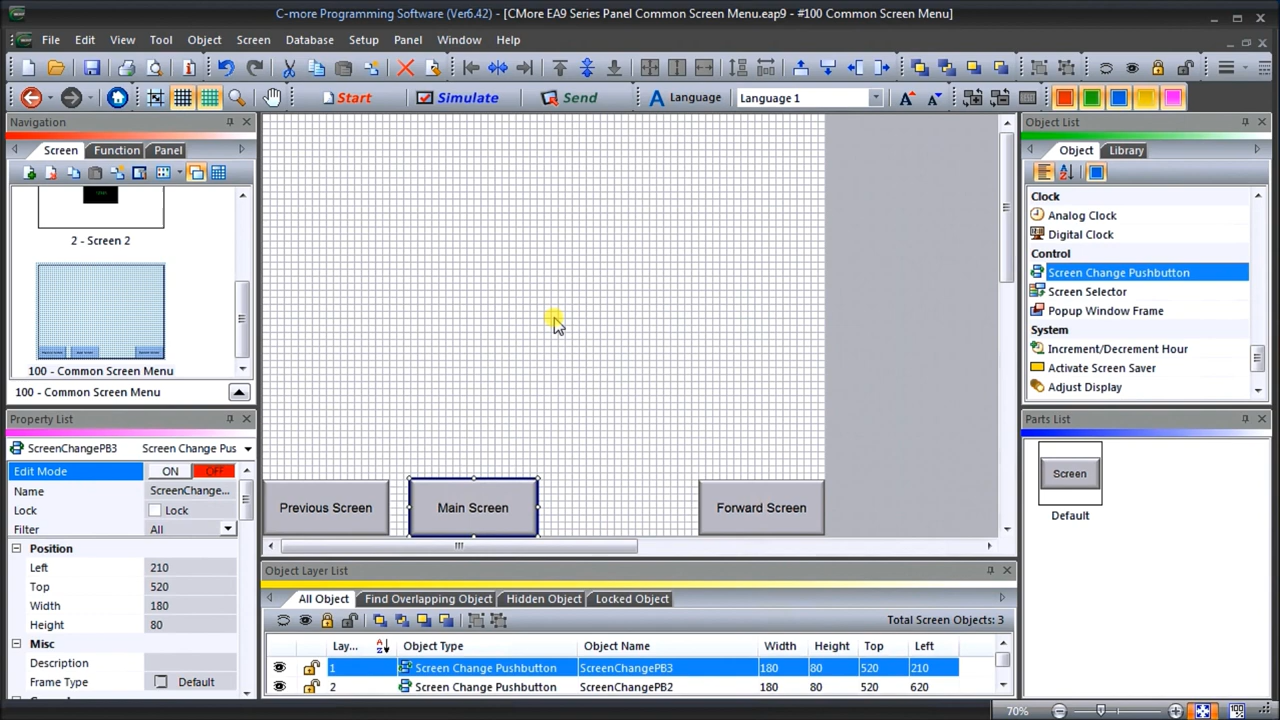 C-more Programming Software (Ver6.42) - [CMore EA9 Series Panel Common Screen Menu.eap9 - #100 Common Screen Menu]
File Edit View Tool Object Screen Database Setup Panel Window Help
Start Simulate Send Language Language 1
Navigation
Screen Function Panel
2 - Screen 2
100 - Common Screen Menu
100 - Common Screen Menu
Property List
ScreenChangePB3 Screen Change Pus
Edit Mode ON OFF
Name ScreenChange...
Lock Lock
Filter All
Position
Left 210
Top 520
Width 180
Height 80
Misc
Description
Frame Type Default
Previous Screen Main Screen Forward Screen
Object Layer List
All Object Find Overlapping Object Hidden Object Locked Object
Total Screen Objects: 3
Lay... Object Type Object Name Width Height Top Left
1 Screen Change Pushbutton ScreenChangePB3 180 80 520 210
2 Screen Change Pushbutton ScreenChangePB2 180 80 520 620
Object List
Object Library
Clock
Analog Clock
Digital Clock
Control
Screen Change Pushbutton
Screen Selector
Popup Window Frame
System
Increment/Decrement Hour
Activate Screen Saver
Adjust Display
Parts List
Screen
Default
70%